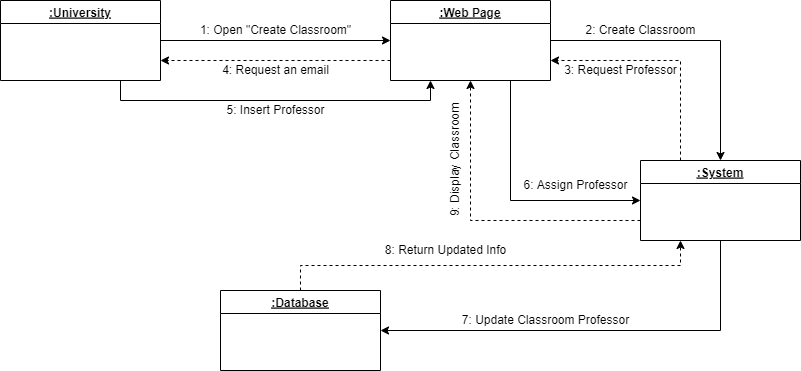 :University
:Web Page
1: Open "Create Classroom"
2: Create Classroom
4: Request an email
3: Request Professor
5: Insert Professor
9: Display Classroom
:System
6: Assign Professor
8: Return Updated Info
:Database
7: Update Classroom Professor